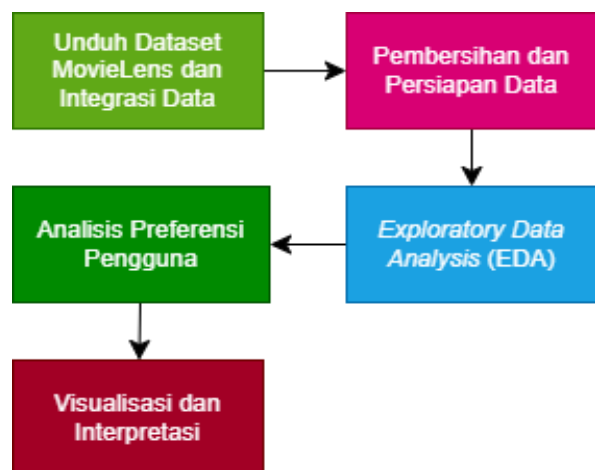 Unduh Dataset
MovieLens dan
Integrasi Data
Pembersihan dan
Persiapan Data
Exploratory Data
Analysis (EDA)
Analisis Preferensi
Pengguna
Visualisasi dan
Interpretasi